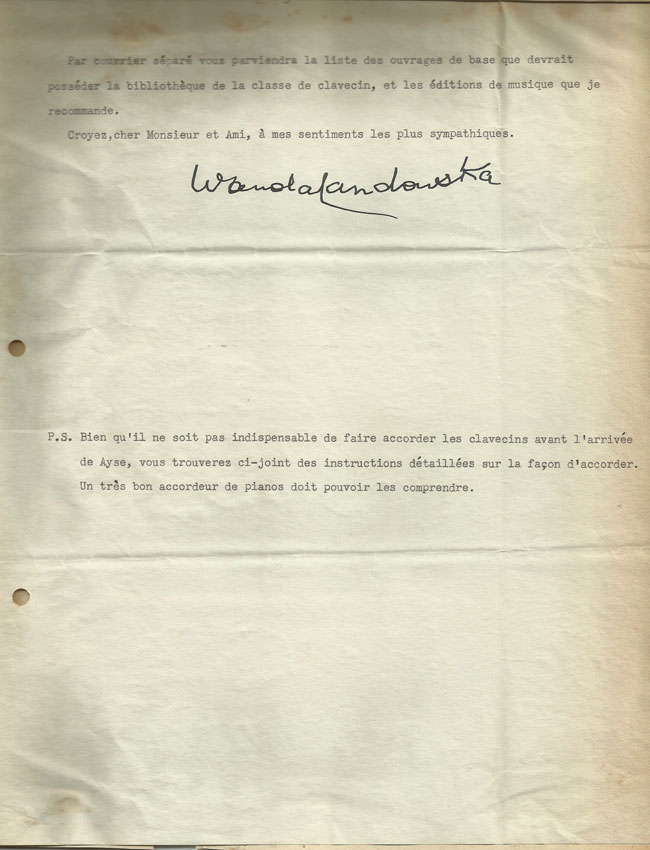 Par courrier séparé vous parviendra la liste des ouvrages de base que devrait
posséder la bibliothèque de la classe de clavecin, et les éditions de musique que je
recommande.
Croyez,cher Monsieur et Ami, à mes sentiments les plus sympathiques.
Wanda Landowska
P.S. Bien qu'il ne soit pas indispensable de faire accorder les clavecins avant l'arrivée
de Ayse, vous trouverez ci-joint des instructions détaillées sur la façon d'accorder.
Un très bon accordeur de pianos doit pouvoir les comprendre.